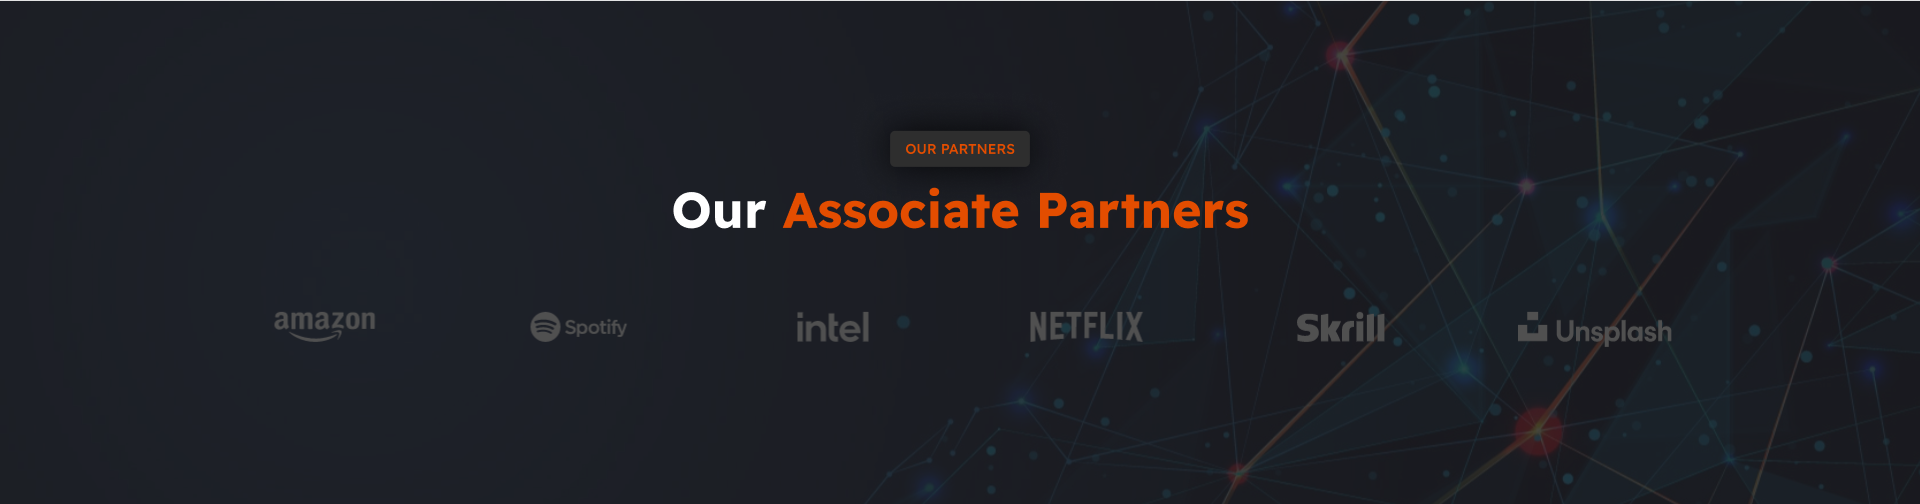 OUR PARTNERS
Our Associate Partners
amazon Spotify intel NETFLIX Skrill Unsplash